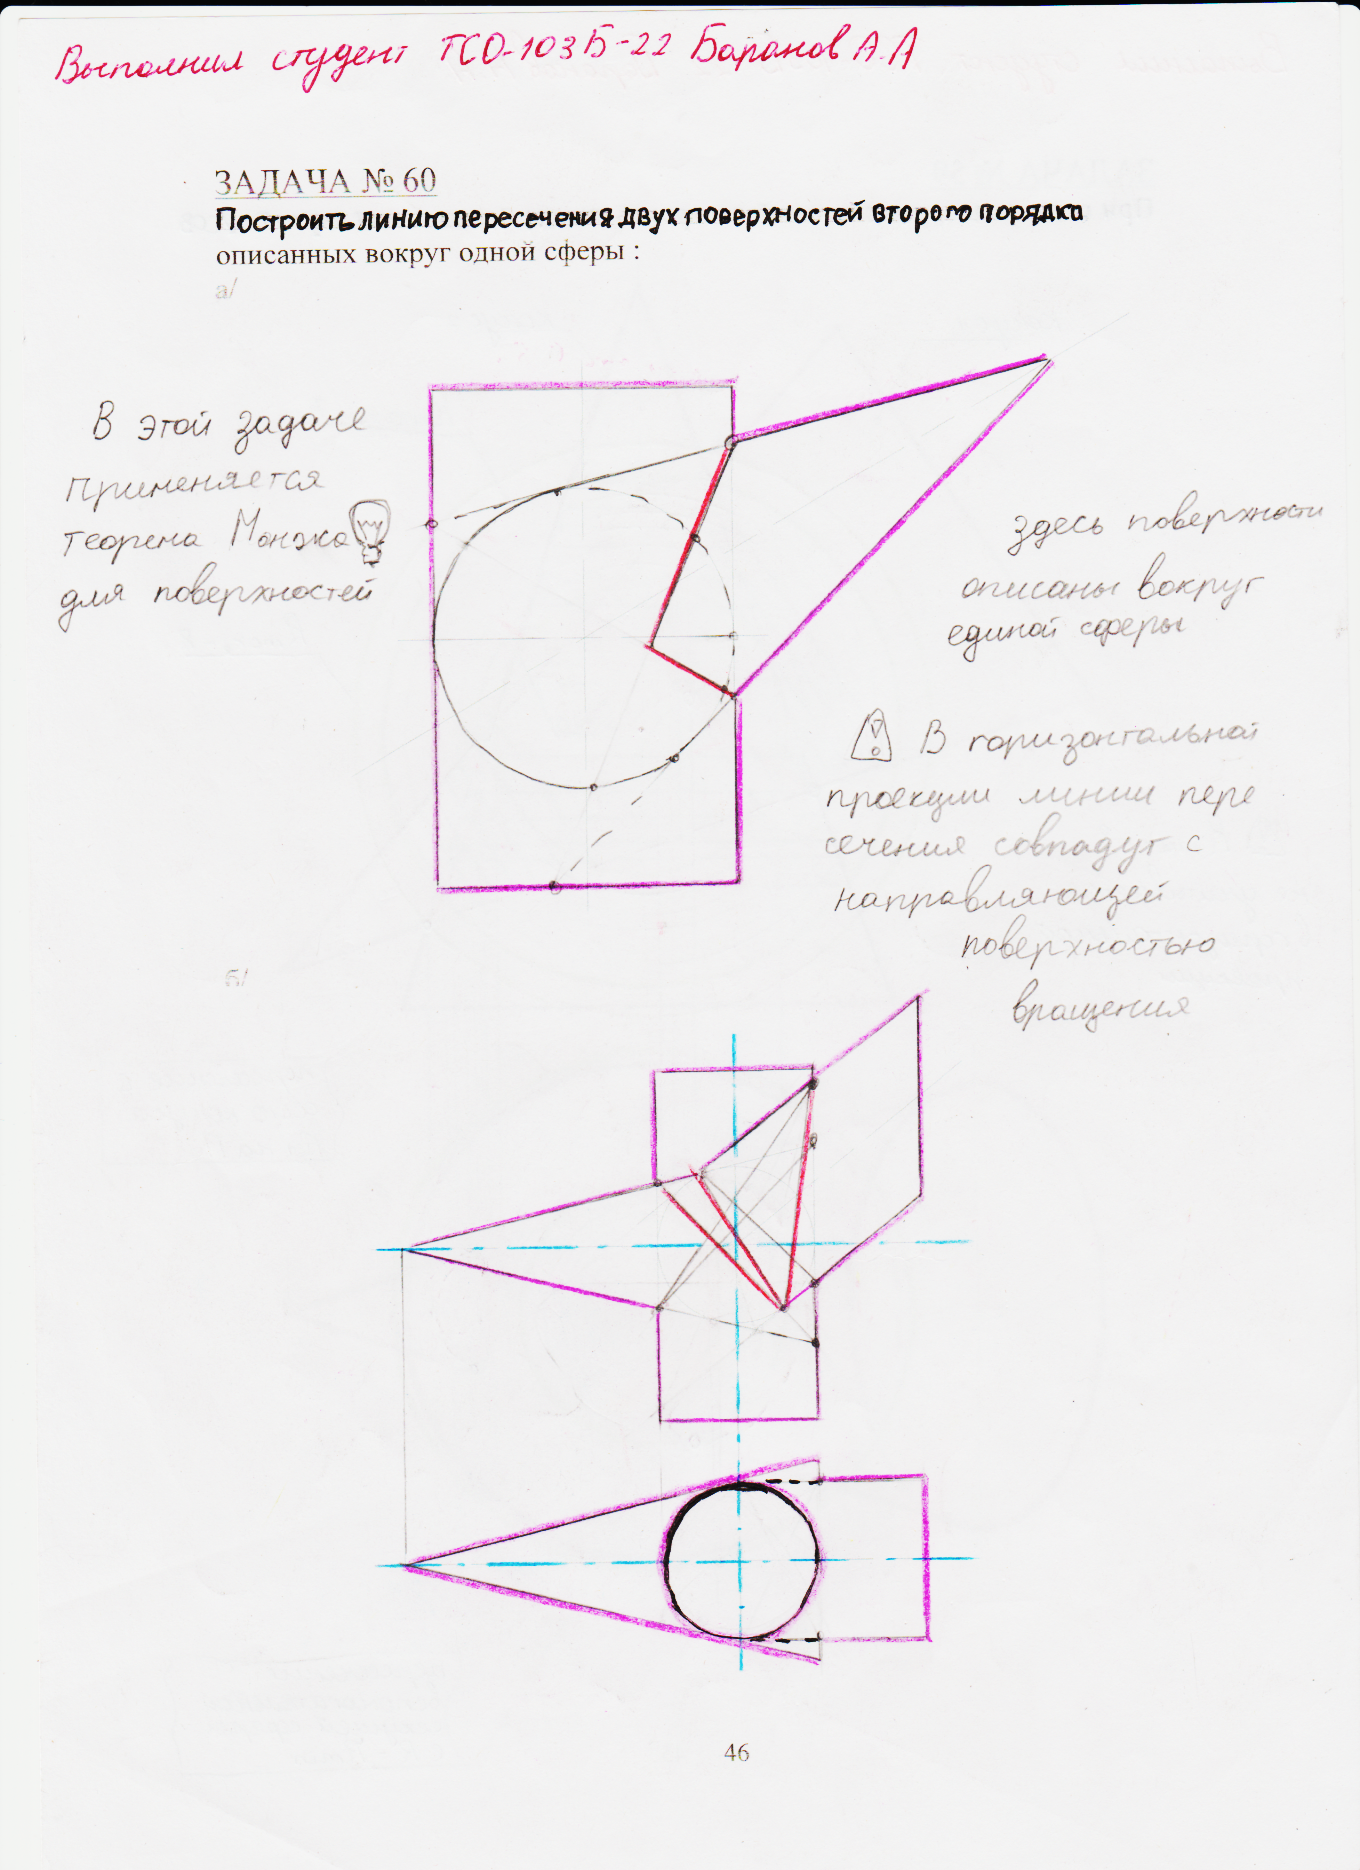 Выполнил студент ТСО-103Б-22 Баранов А.А
ЗАДАЧА № 60
Построить линию пересечения двух поверхностей второго порядка
описанных вокруг одной сферы :
а/
В этой задаче
Применяется
теорема Монжа
для поверхностей
здесь поверхности
описаны вокруг
единой сферы
В горизонтальной
проекции линии пере
сечения совпадут с
направляющей
поверхностью
вращения
б/
46